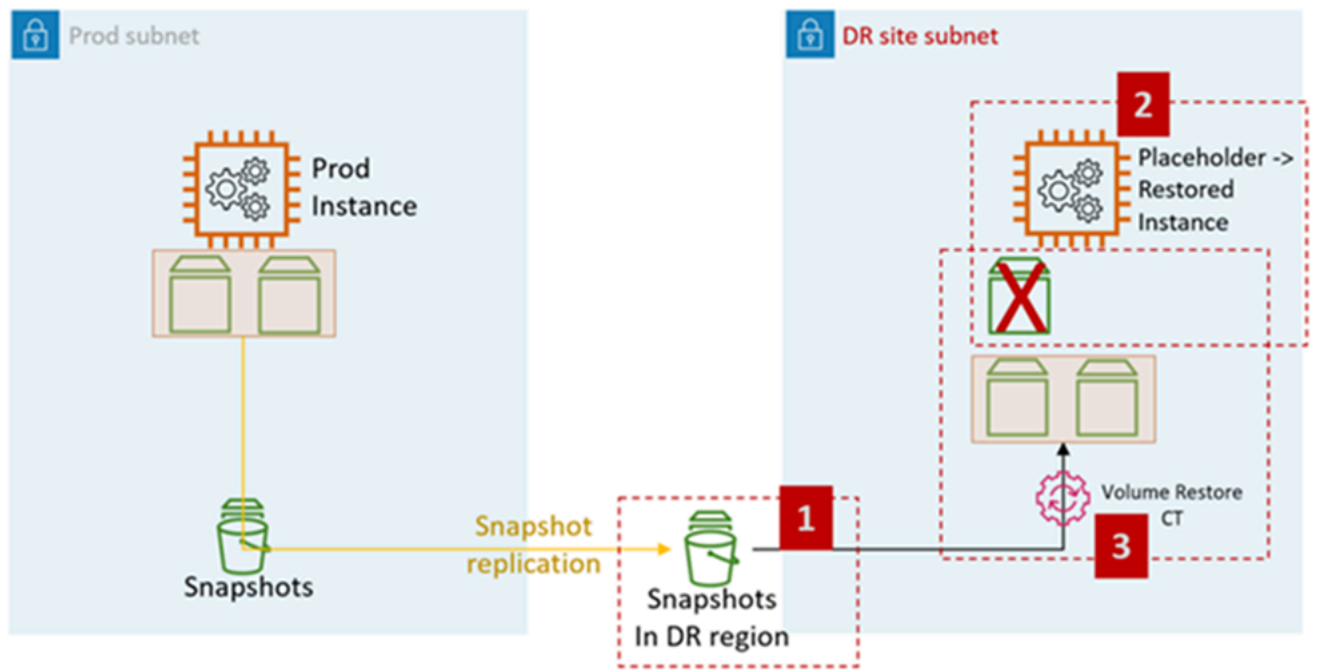 Prod subnet
DR site subnet
2
Prod
Instance
Placeholder ->
Restored
Instance
X
Volume Restore
CT
3
1
Snapshot
replication
Snapshots
Snapshots
In DR region